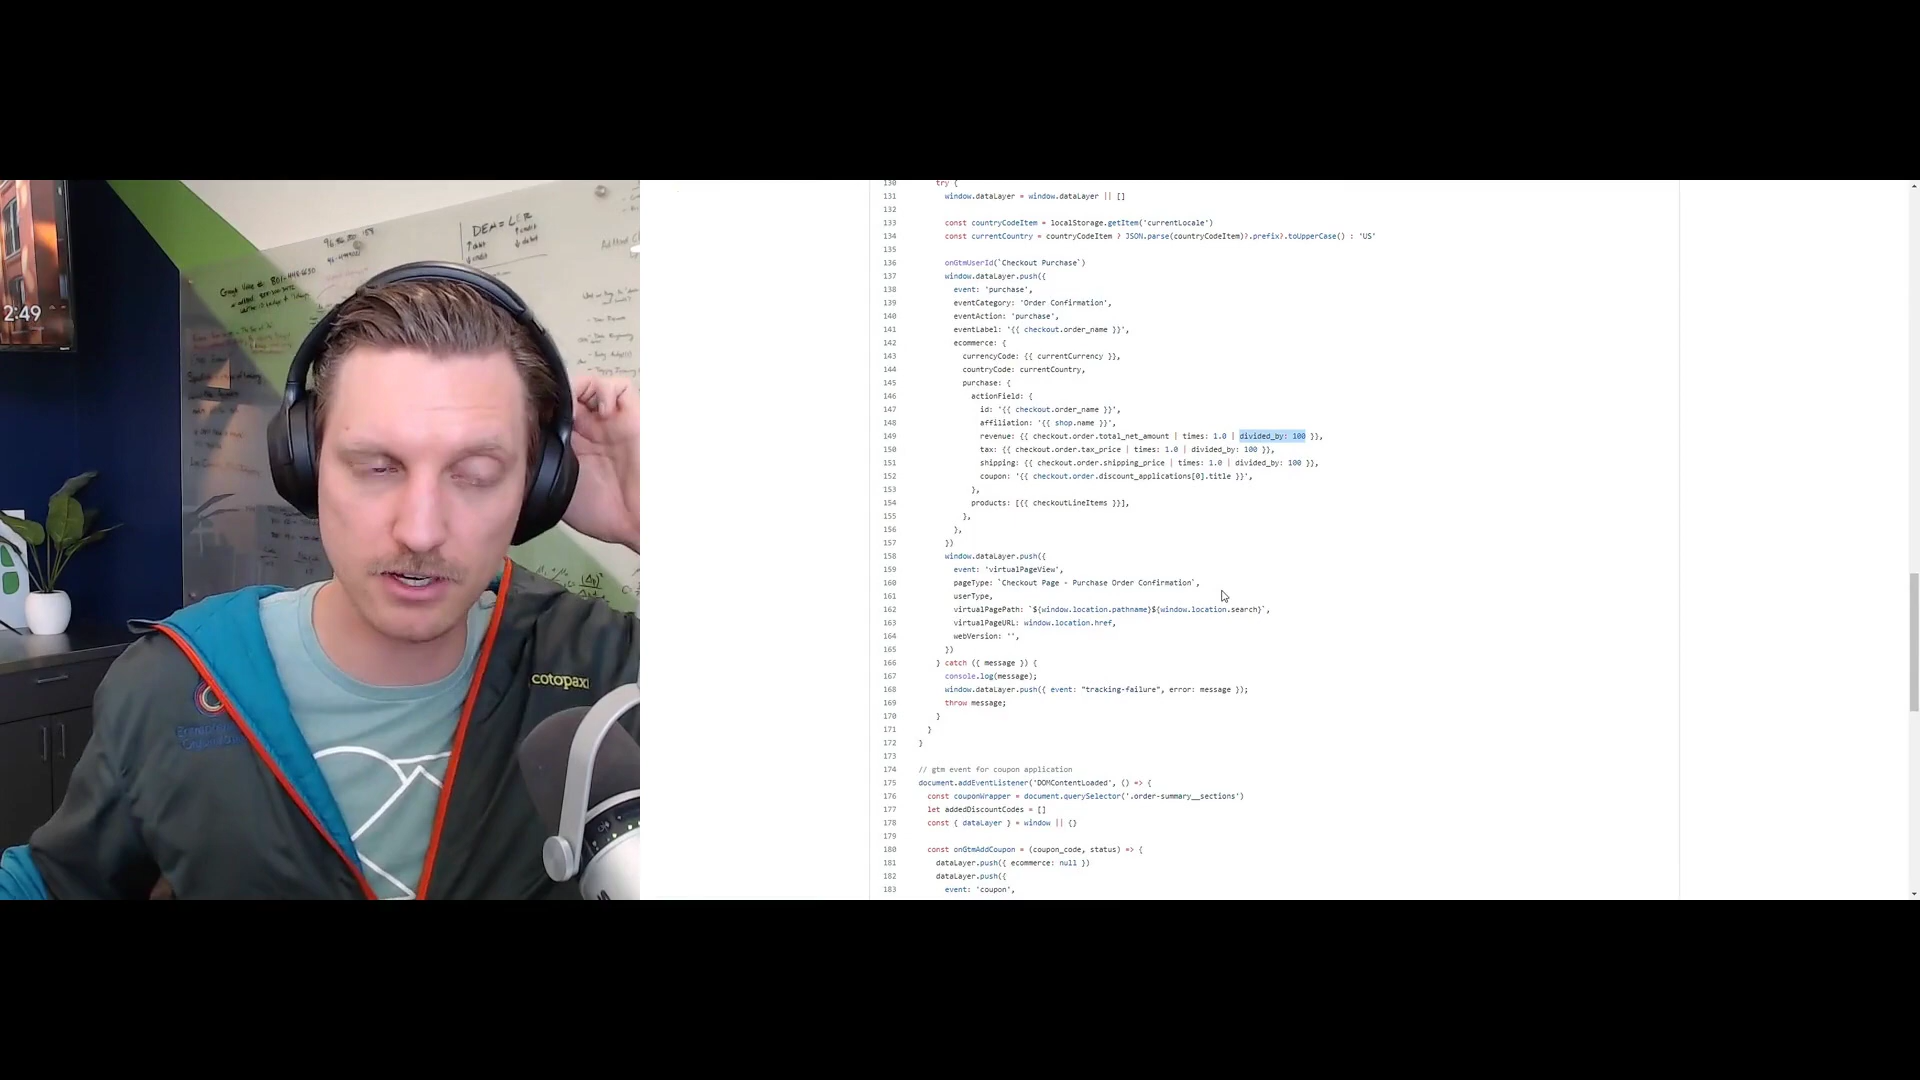 2:49
DEA = LER
cotopaxi
130 try {
131 window.dataLayer = window.dataLayer || []
132
133 const countryCodeItem = localStorage.getItem('currentLocale')
134 const currentCountry = countryCodeItem ? JSON.parse(countryCodeItem)?.prefix?.toUpperCase() : 'US'
135
136 onGtmUserId(`Checkout Purchase`)
137 window.dataLayer.push({
138 event: 'purchase',
139 eventCategory: 'Order Confirmation',
140 eventAction: 'purchase',
141 eventLabel: '{{ checkout.order_name }}',
142 ecommerce: {
143 currencyCode: {{ currentCurrency }},
144 countryCode: currentCountry,
145 purchase: {
146 actionField: {
147 id: '{{ checkout.order_name }}',
148 affiliation: '{{ shop.name }}',
149 revenue: {{ checkout.order.total_net_amount | times: 1.0 | divided_by: 100 }},
150 tax: {{ checkout.order.tax_price | times: 1.0 | divided_by: 100 }},
151 shipping: {{ checkout.order.shipping_price | times: 1.0 | divided_by: 100 }},
152 coupon: '{{ checkout.order.discount_applications[0].title }}',
153 },
154 products: [{{ checkoutLineItems }}],
155 },
156 },
157 })
158 window.dataLayer.push({
159 event: 'virtualPageView',
160 pageType: `Checkout Page - Purchase Order Confirmation`,
161 userType,
162 virtualPagePath: `${window.location.pathname}${window.location.search}`,
163 virtualPageURL: window.location.href,
164 webVersion: '',
165 })
166 } catch ({ message }) {
167 console.log(message);
168 window.dataLayer.push({ event: "tracking-failure", error: message });
169 throw message;
170 }
171 }
172 }
173
174 // gtm event for coupon application
175 document.addEventListener('DOMContentLoaded', () => {
176 const couponWrapper = document.querySelector('.order-summary__sections')
177 let addedDiscountCodes = []
178 const { dataLayer } = window || {}
179
180 const onGtmAddCoupon = (coupon_code, status) => {
181 dataLayer.push({ ecommerce: null })
182 dataLayer.push({
183 event: 'coupon',